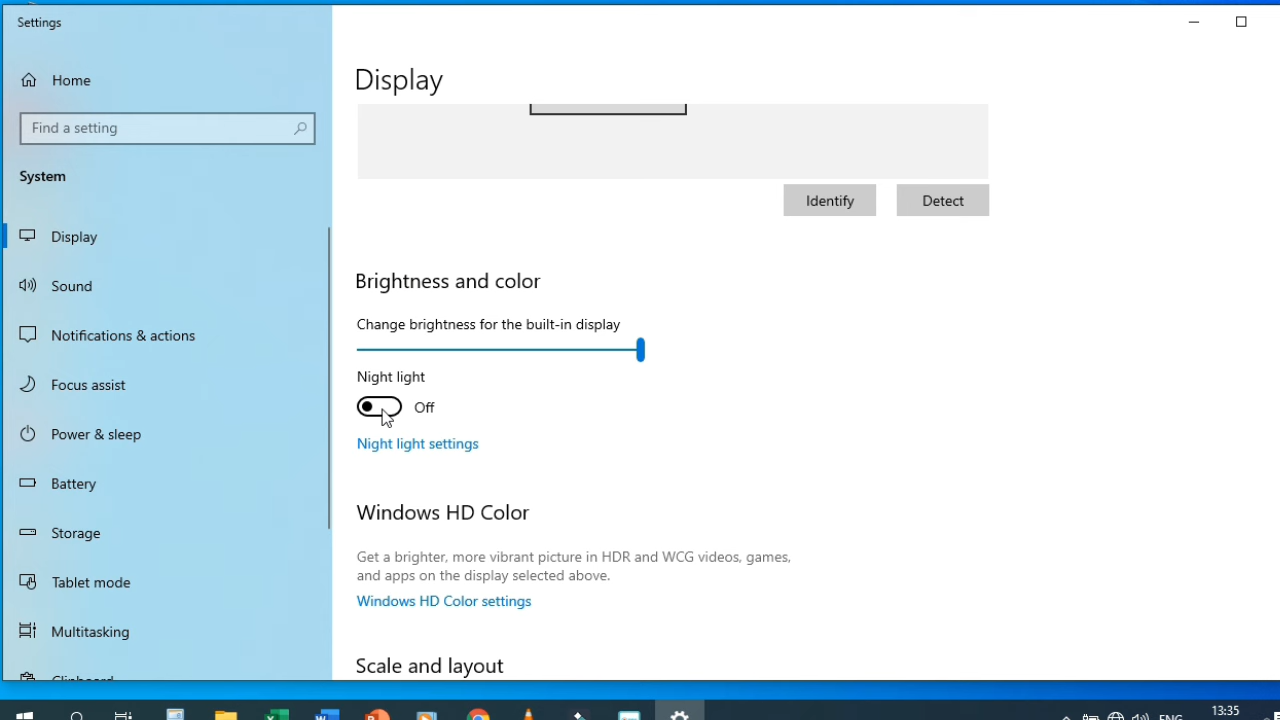 Settings
Home
Find a setting
System
Display
Sound
Notifications & actions
Focus assist
Power & sleep
Battery
Storage
Tablet mode
Multitasking
Clipboard
Display
Identify
Detect
Brightness and color
Change brightness for the built-in display
Night light
Off
Night light settings
Windows HD Color
Get a brighter, more vibrant picture in HDR and WCG videos, games,
and apps on the display selected above.
Windows HD Color settings
Scale and layout
ENG
13:35